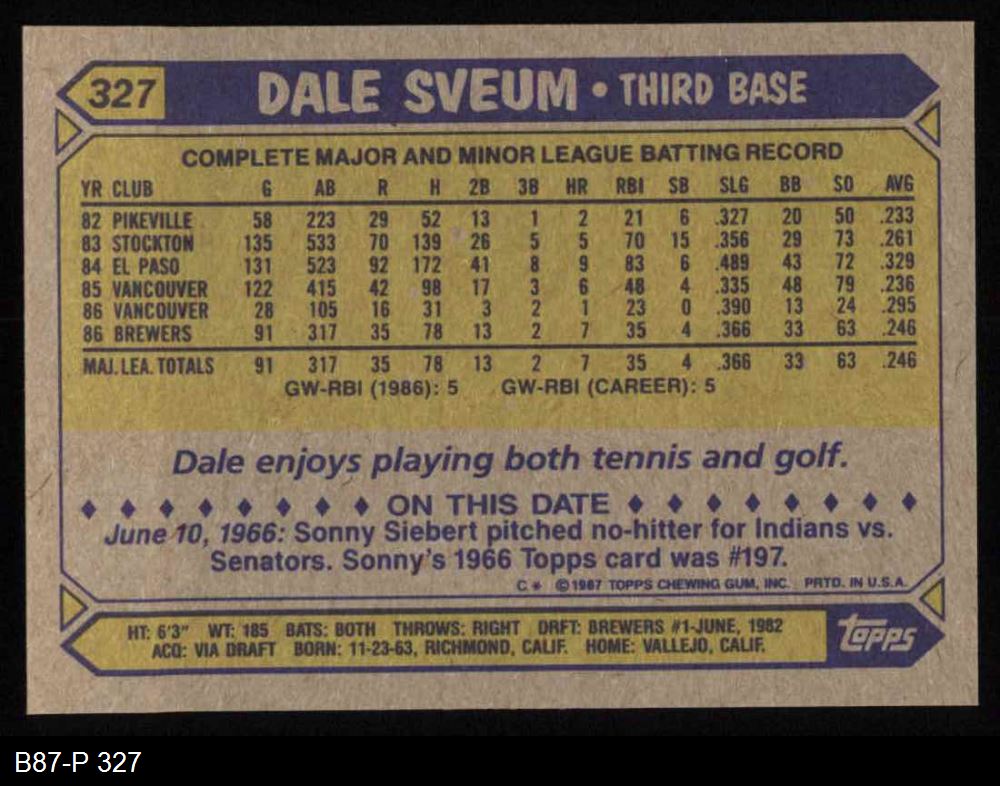 327 DALE SVEUM • THIRD BASE
COMPLETE MAJOR AND MINOR LEAGUE BATTING RECORD
YR CLUB G AB R H 2B 3B HR RBI SB SLG BB SO AVG
82 PIKEVILLE 58 223 29 52 13 1 2 21 6 .327 20 50 .233
83 STOCKTON 135 533 70 139 26 5 5 70 15 .356 29 73 .261
84 EL PASO 131 523 92 172 41 8 9 83 6 .489 43 72 .329
85 VANCOUVER 122 415 42 98 17 3 6 48 4 .335 48 79 .236
86 VANCOUVER 28 105 16 31 3 2 1 23 0 .390 13 24 .295
86 BREWERS 91 317 35 78 13 2 7 35 4 .366 33 63 .246
MAJ. LEA. TOTALS 91 317 35 78 13 2 7 35 4 .366 33 63 .246
GW-RBI (1986): 5 GW-RBI (CAREER): 5
Dale enjoys playing both tennis and golf.
♦ ♦ ♦ ♦ ♦ ♦ ♦ ♦ ON THIS DATE ♦ ♦ ♦ ♦ ♦ ♦ ♦ ♦
June 10, 1966: Sonny Siebert pitched no-hitter for Indians vs.
Senators. Sonny's 1966 Topps card was #197.
C * © 1987 TOPPS CHEWING GUM, INC. PRTD. IN U.S.A.
HT: 6'3" WT: 185 BATS: BOTH THROWS: RIGHT DRFT: BREWERS #1-JUNE, 1982
ACQ: VIA DRAFT BORN: 11-23-63, RICHMOND, CALIF. HOME: VALLEJO, CALIF.
topps
B87-P 327